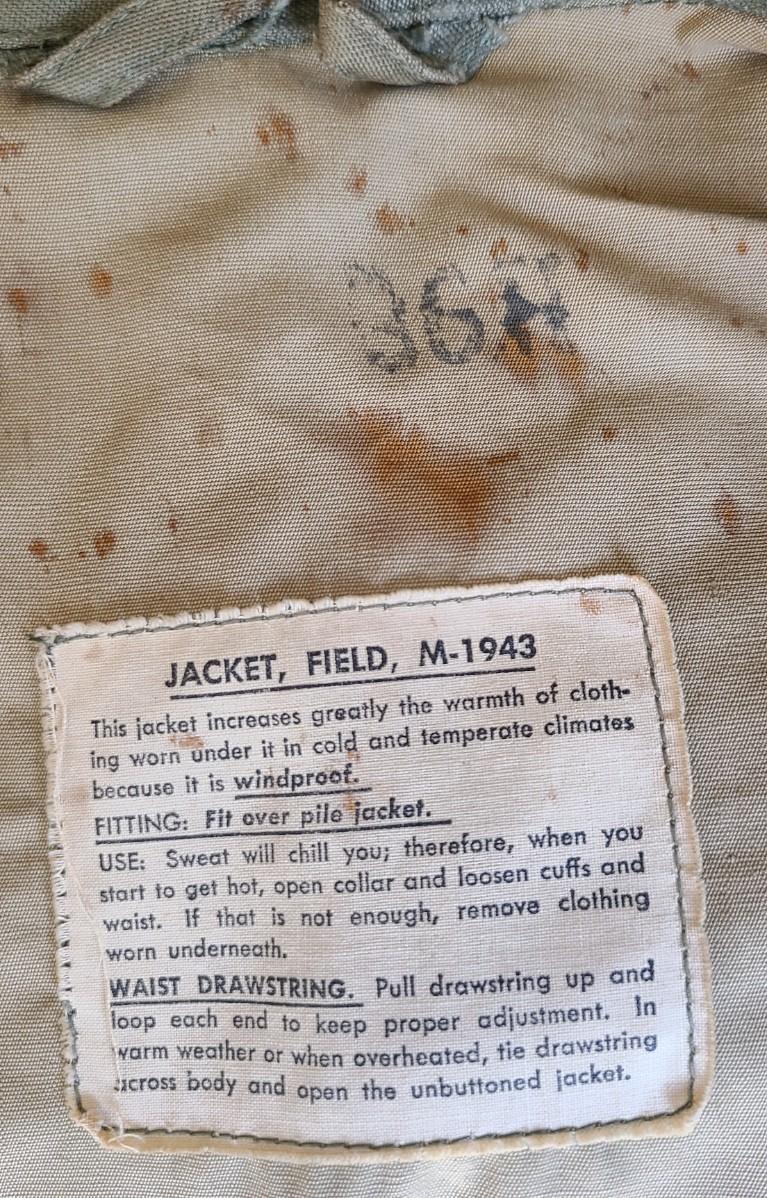 36R
JACKET, FIELD, M-1943
This jacket increases greatly the warmth of cloth-
ing worn under it in cold and temperate climates
because it is windproof.
FITTING: Fit over pile jacket.
USE: Sweat will chill you; therefore, when you
start to get hot, open collar and loosen cuffs and
waist. If that is not enough, remove clothing
worn underneath.
WAIST DRAWSTRING. Pull drawstring up and
loop each end to keep proper adjustment. In
warm weather or when overheated, tie drawstring
across body and open the unbuttoned jacket.